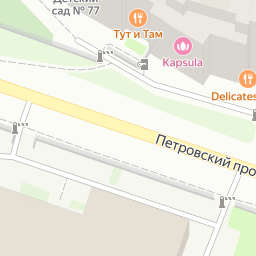 Детский
сад № 77
Тут и Там
Kapsula
Delicates
Петровский про